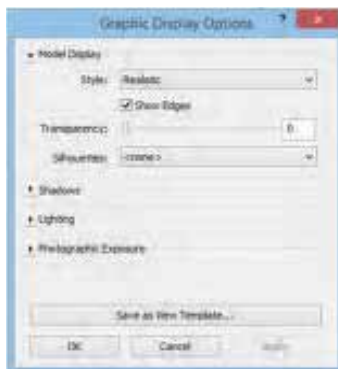 Graphic Display Options
?
Model Display
Style: Realistic
Show Edges
Transparency: 0
Silhouettes: <none>
Shadows
Lighting
Photographic Exposure
Save as View Template...
OK Cancel Apply